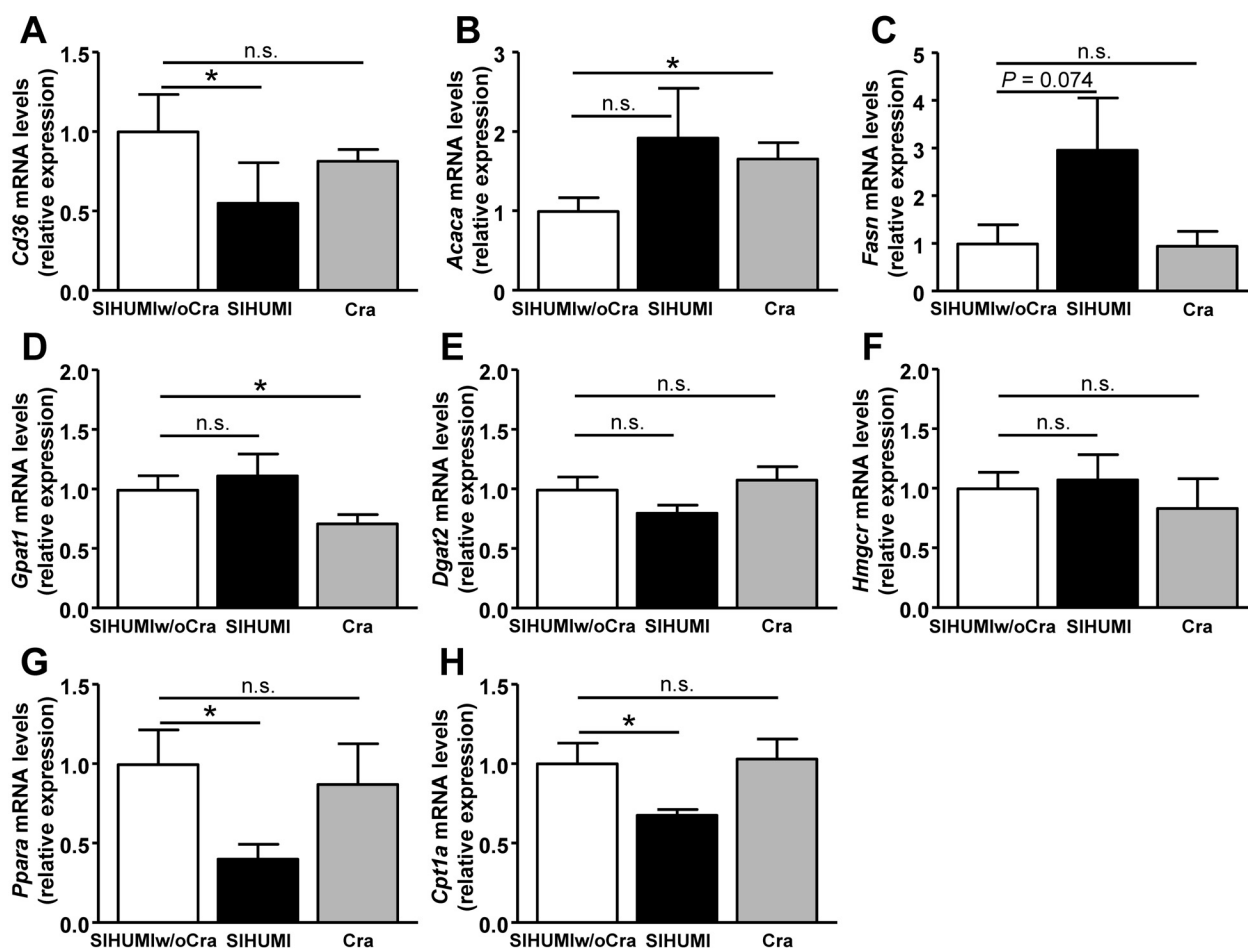 A
Cd36 mRNA levels
(relative expression)
1.5
1.0
0.5
0.0
n.s.
*
SIHUMIw/oCra SIHUMI Cra
B
Acaca mRNA levels
(relative expression)
3
2
1
0
*
n.s.
SIHUMIw/oCra SIHUMI Cra
C
Fasn mRNA levels
(relative expression)
5
4
3
2
1
0
n.s.
P = 0.074
SIHUMIw/oCra SIHUMI Cra
D
Gpat1 mRNA levels
(relative expression)
2.0
1.5
1.0
0.5
0.0
*
n.s.
SIHUMIw/oCra SIHUMI Cra
E
Dgat2 mRNA levels
(relative expression)
2.0
1.5
1.0
0.5
0.0
n.s.
n.s.
SIHUMIw/oCra SIHUMI Cra
F
Hmgcr mRNA levels
(relative expression)
2.0
1.5
1.0
0.5
0.0
n.s.
n.s.
SIHUMIw/oCra SIHUMI Cra
G
Ppara mRNA levels
(relative expression)
1.5
1.0
0.5
0.0
n.s.
*
SIHUMIw/oCra SIHUMI Cra
H
Cpt1a mRNA levels
(relative expression)
1.5
1.0
0.5
0.0
n.s.
*
SIHUMIw/oCra SIHUMI Cra